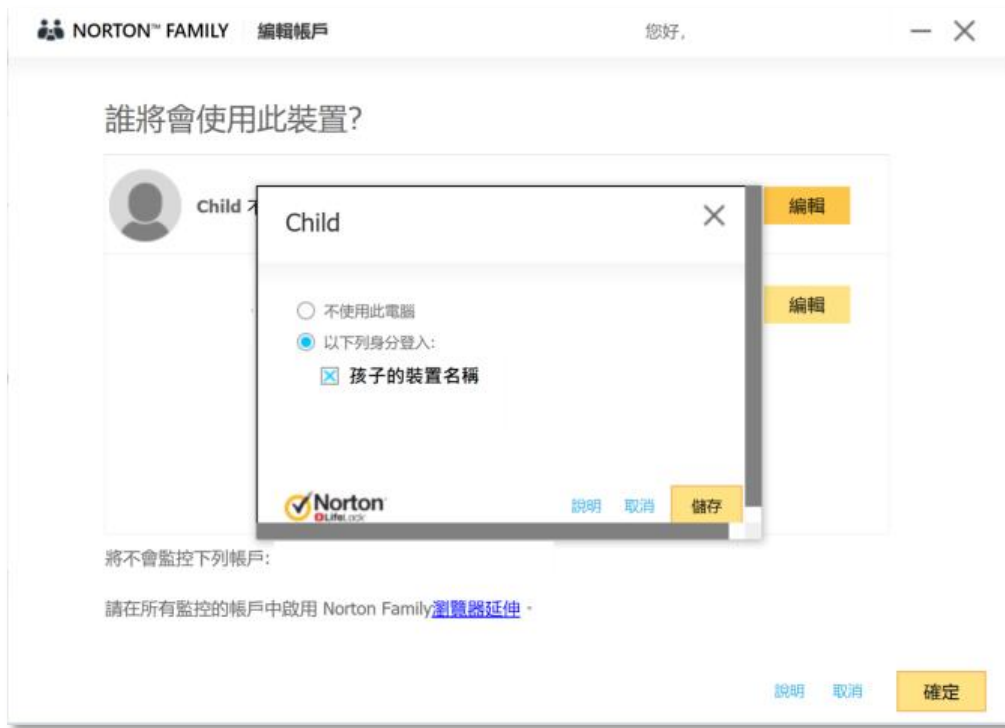 NORTON™ FAMILY 編輯帳戶 您好,
誰將會使用此裝置?
Child 編輯
Child
編輯
不使用此電腦
以下列身分登入:
孩子的裝置名稱
Norton
LifeLock
說明 取消 儲存
將不會監控下列帳戶:
請在所有監控的帳戶中啟用 Norton Family瀏覽器延伸。
說明 取消 確定